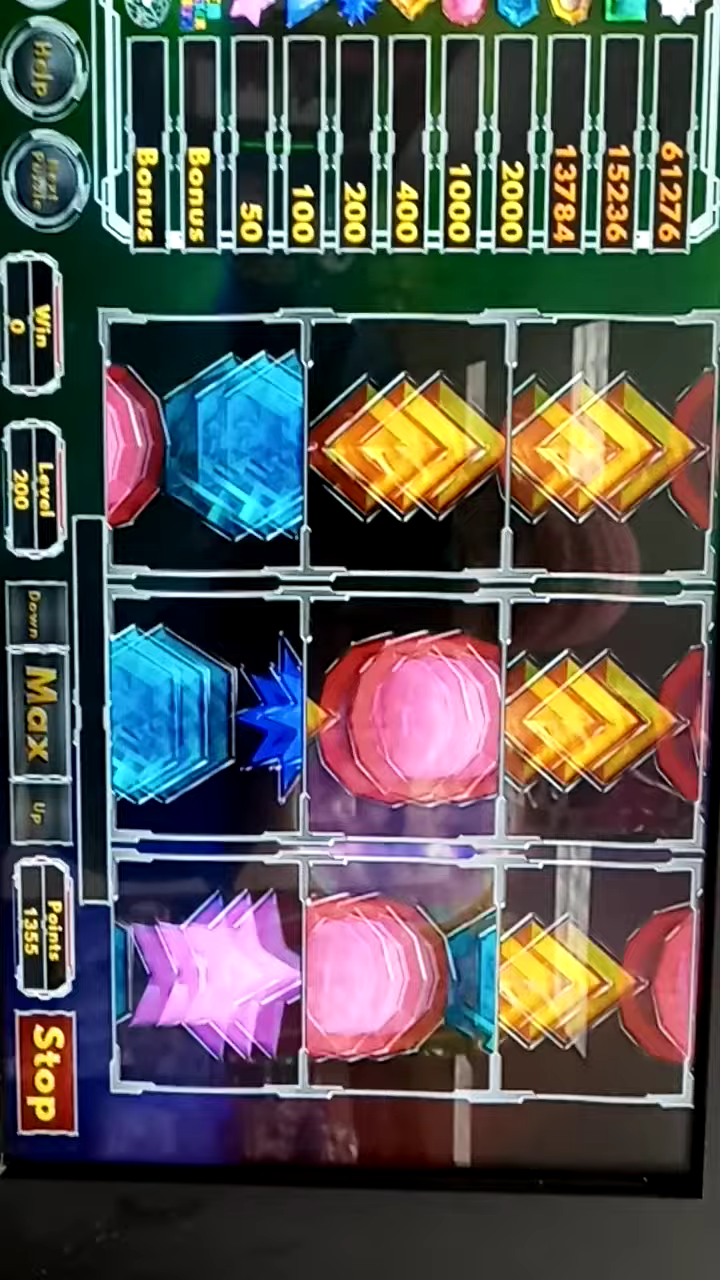 61276
15236
13784
2000
1000
400
200
100
50
Bonus
Bonus
Help
Next
Puzzle
Win
0
Level
200
Down
Max
Up
Points
1355
Stop